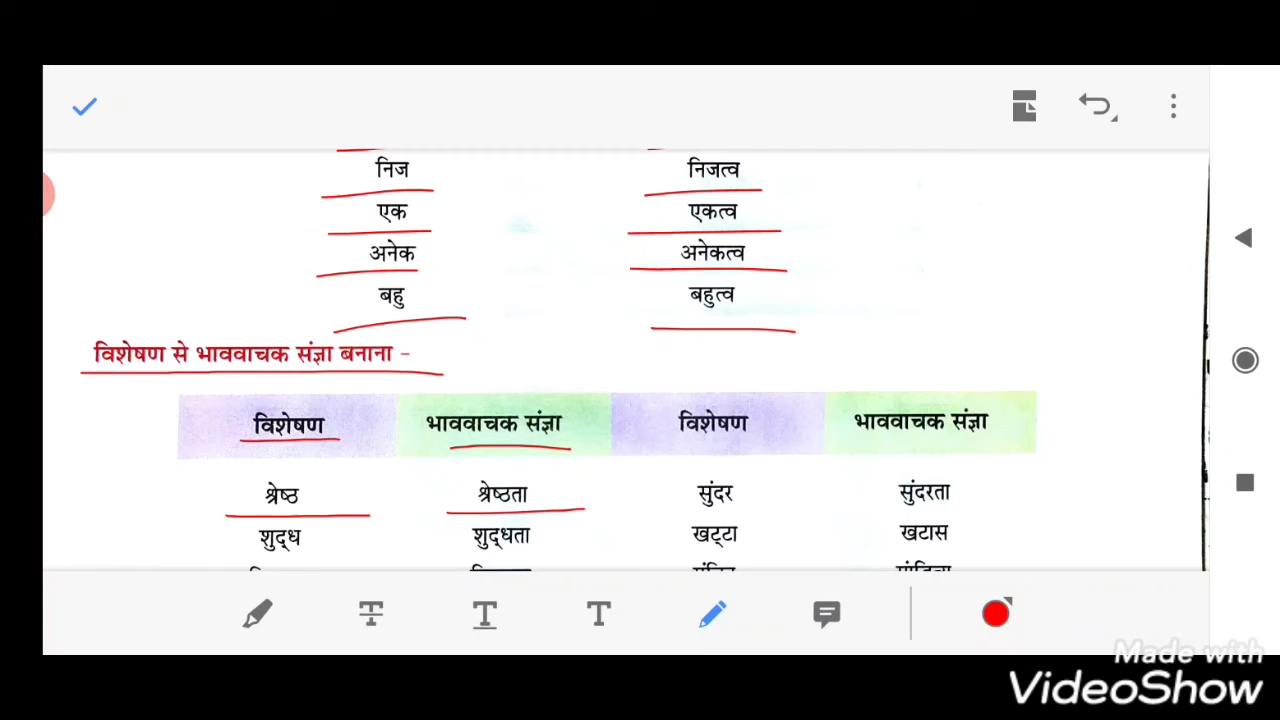 निज निजत्व
एक एकत्व
अनेक अनेकत्व
बहु बहुत्व
विशेषण से भाववाचक संज्ञा बनाना -
विशेषण भाववाचक संज्ञा विशेषण भाववाचक संज्ञा
श्रेष्ठ श्रेष्ठता सुंदर सुंदरता
शुद्ध शुद्धता खट्टा खटास
T T T
Made with
VideoShow